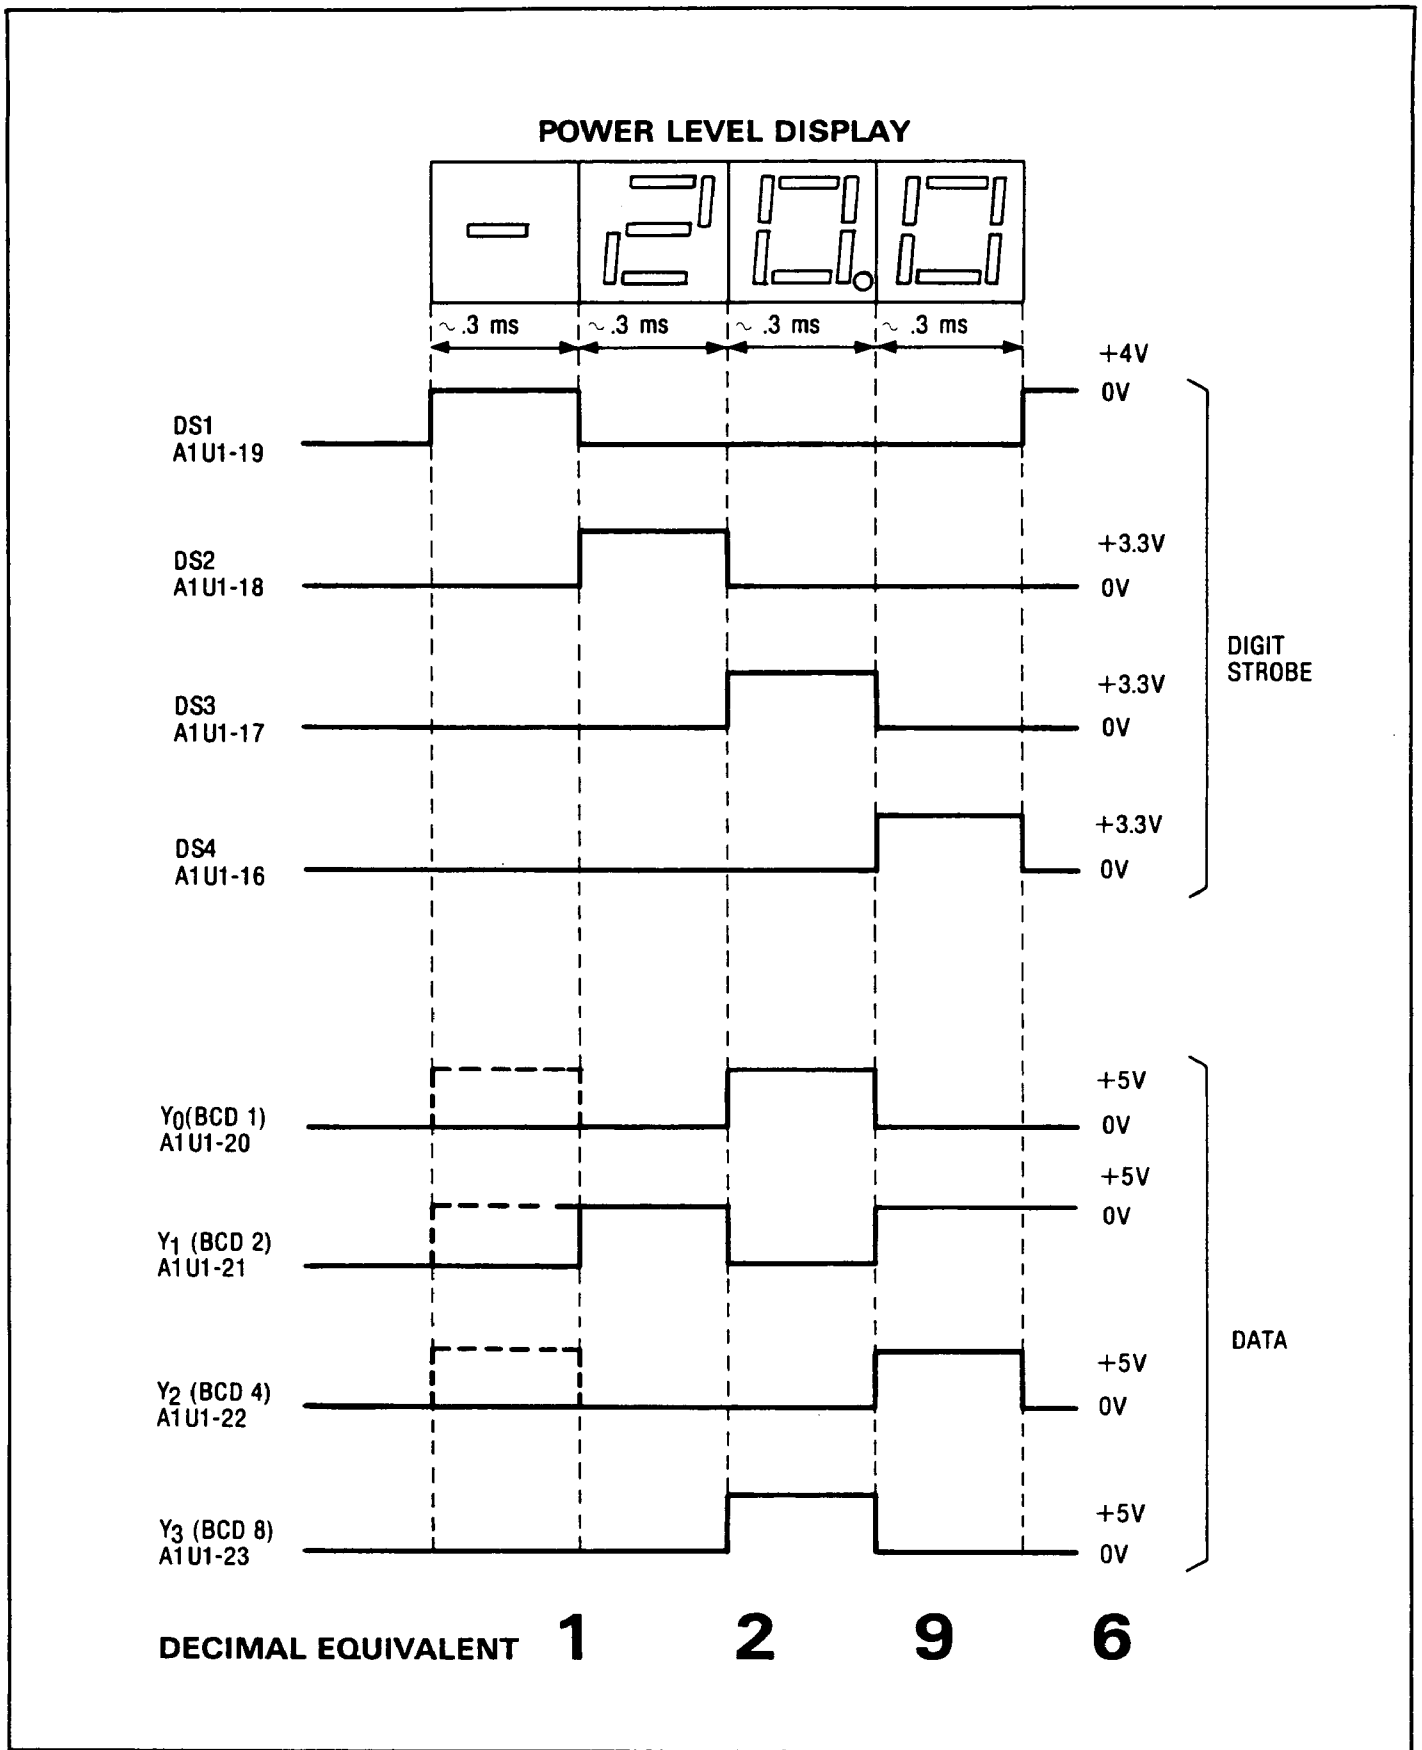 POWER LEVEL DISPLAY
- 2 0. 0
~ .3 ms ~ .3 ms ~ .3 ms ~ .3 ms
+4V
0V
DS1
A1U1-19
DS2
A1U1-18
+3.3V
0V
DIGIT
STROBE
DS3
A1U1-17
+3.3V
0V
DS4
A1U1-16
+3.3V
0V
Y0(BCD 1)
A1U1-20
+5V
0V
Y1 (BCD 2)
A1U1-21
+5V
0V
DATA
Y2 (BCD 4)
A1U1-22
+5V
0V
Y3 (BCD 8)
A1U1-23
+5V
0V
DECIMAL EQUIVALENT 1 2 9 6